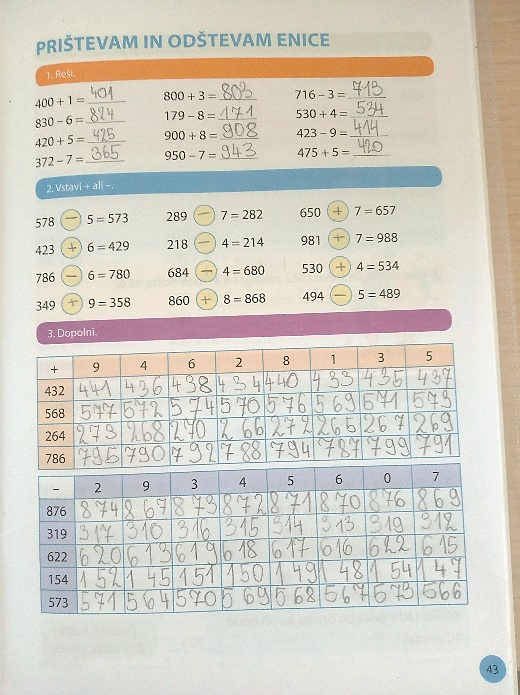 PRIŠTEVAM IN ODŠTEVAM ENICE
1. Reši.
400 + 1 = 401 800 + 3 = 803 716 – 3 = 713
830 – 6 = 824 179 – 8 = 171 530 + 4 = 534
420 + 5 = 425 900 + 8 = 908 423 – 9 = 414
372 – 7 = 365 950 – 7 = 943 475 + 5 = 420
2. Vstavi + ali –.
578 – 5 = 573 289 – 7 = 282 650 + 7 = 657
423 + 6 = 429 218 – 4 = 214 981 + 7 = 988
786 – 6 = 780 684 – 4 = 680 530 + 4 = 534
349 + 9 = 358 860 + 8 = 868 494 – 5 = 489
3. Dopolni.
+ 9 4 6 2 8 1 3 5
432 441 436 438 434 440 433 435 437
568 577 572 574 570 576 569 571 573
264 273 268 270 266 272 265 267 269
786 795 790 792 788 794 787 799 791
– 2 9 3 4 5 6 0 7
876 874 867 873 872 871 870 876 869
319 317 310 316 315 314 313 319 312
622 620 613 619 618 617 616 622 615
154 152 145 151 150 149 148 154 147
573 571 564 570 569 568 567 573 566
43